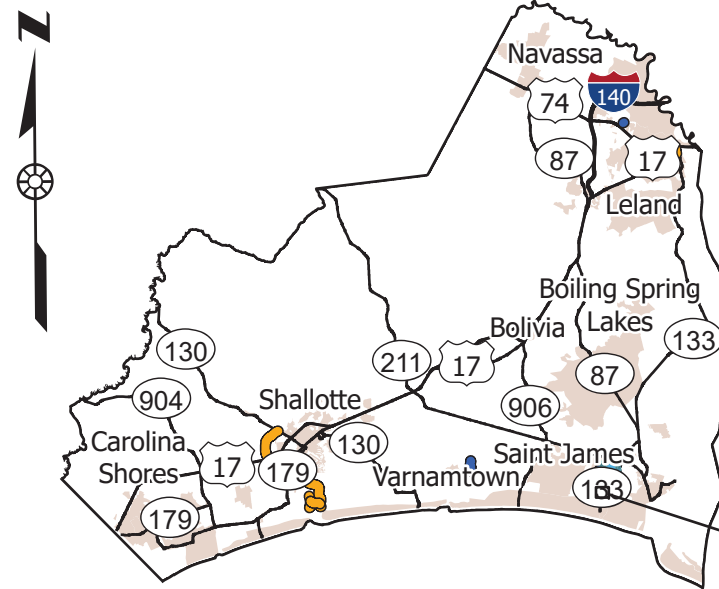 N
Navassa
74
140
87
17
Leland
Boiling Spring
Lakes
Bolivia
133
130
211
17
87
904
Shallotte
906
Carolina
Shores
130
17
179
Saint James
Varnamtown
133
179